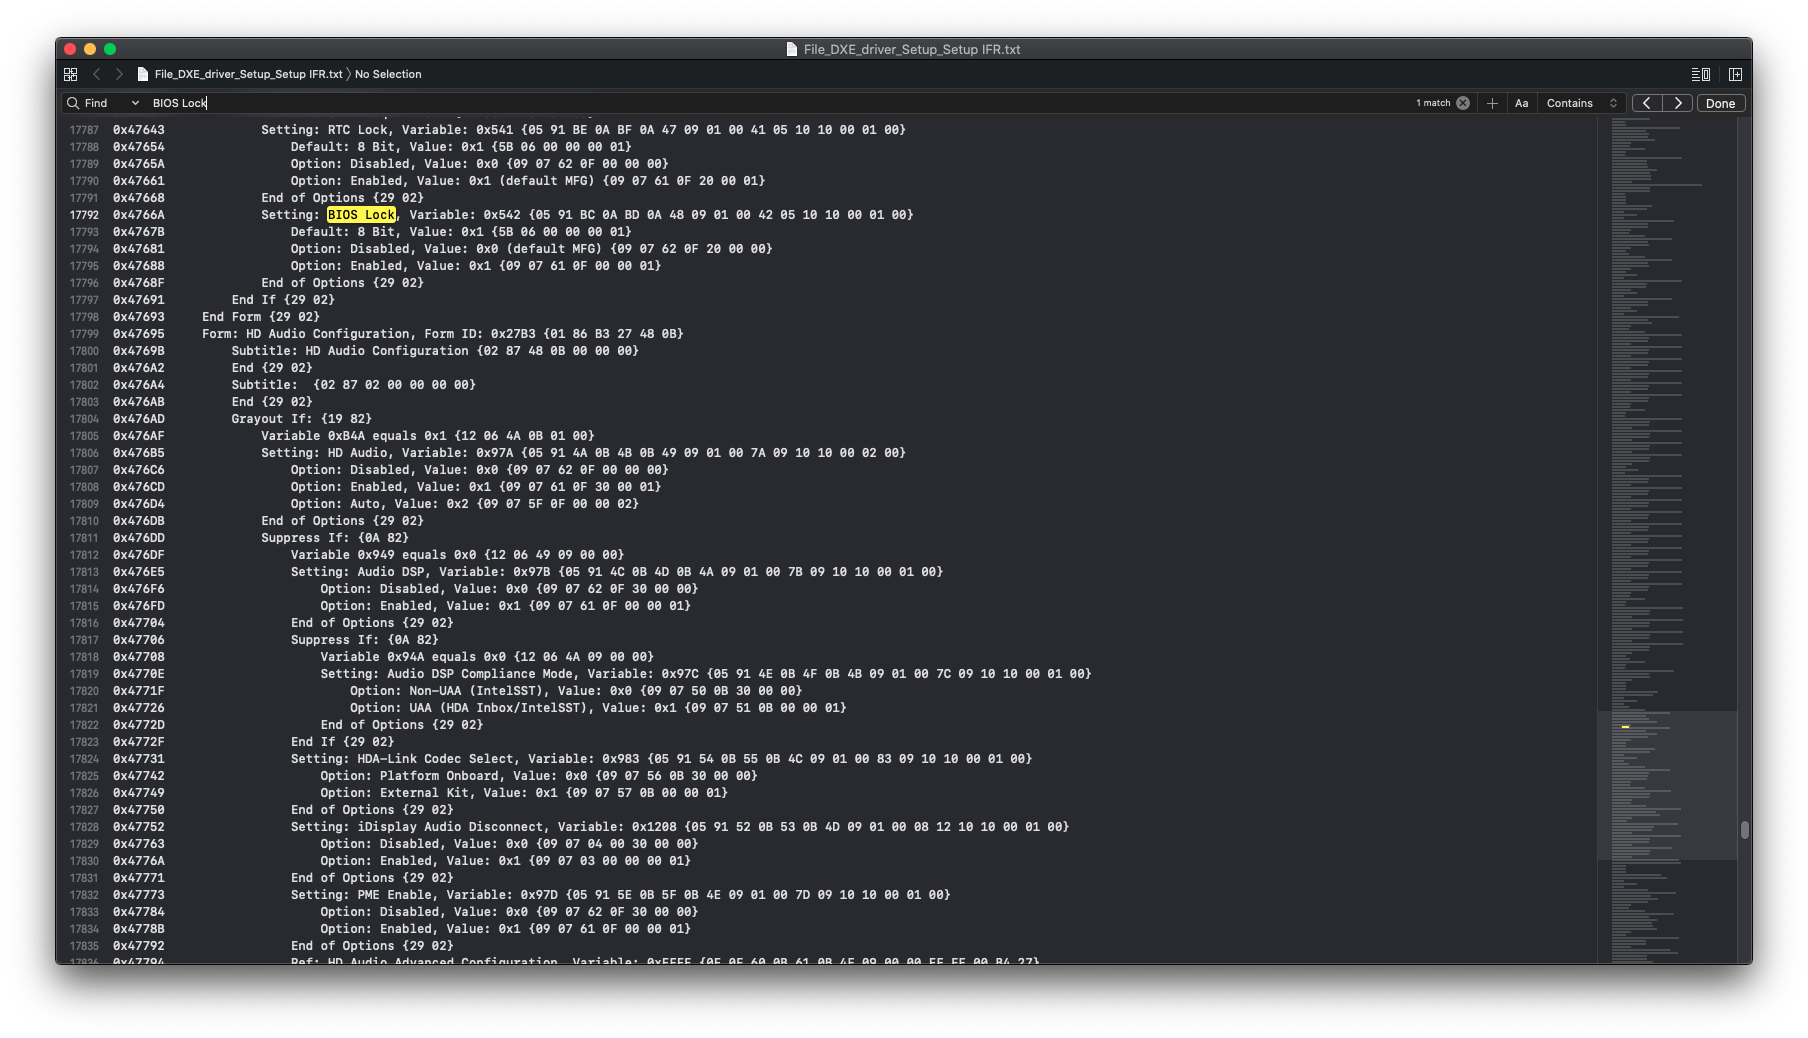 File_DXE_driver_Setup_Setup IFR.txt
File_DXE_driver_Setup_Setup IFR.txt 〉 No Selection
Find BIOS Lock 1 match Aa Contains Done
17787 0x47643 Setting: RTC Lock, Variable: 0x541 {05 91 BE 0A BF 0A 47 09 01 00 41 05 10 10 00 01 00}
17788 0x47654 Default: 8 Bit, Value: 0x1 {5B 06 00 00 00 01}
17789 0x4765A Option: Disabled, Value: 0x0 {09 07 62 0F 00 00 00}
17790 0x47661 Option: Enabled, Value: 0x1 (default MFG) {09 07 61 0F 20 00 01}
17791 0x47668 End of Options {29 02}
17792 0x4766A Setting: BIOS Lock, Variable: 0x542 {05 91 BC 0A BD 0A 48 09 01 00 42 05 10 10 00 01 00}
17793 0x4767B Default: 8 Bit, Value: 0x1 {5B 06 00 00 00 01}
17794 0x47681 Option: Disabled, Value: 0x0 (default MFG) {09 07 62 0F 20 00 00}
17795 0x47688 Option: Enabled, Value: 0x1 {09 07 61 0F 00 00 01}
17796 0x4768F End of Options {29 02}
17797 0x47691 End If {29 02}
17798 0x47693 End Form {29 02}
17799 0x47695 Form: HD Audio Configuration, Form ID: 0x27B3 {01 86 B3 27 48 0B}
17800 0x4769B Subtitle: HD Audio Configuration {02 87 48 0B 00 00 00}
17801 0x476A2 End {29 02}
17802 0x476A4 Subtitle:  {02 87 02 00 00 00 00}
17803 0x476AB End {29 02}
17804 0x476AD Grayout If: {19 82}
17805 0x476AF Variable 0xB4A equals 0x1 {12 06 4A 0B 01 00}
17806 0x476B5 Setting: HD Audio, Variable: 0x97A {05 91 4A 0B 4B 0B 49 09 01 00 7A 09 10 10 00 02 00}
17807 0x476C6 Option: Disabled, Value: 0x0 {09 07 62 0F 00 00 00}
17808 0x476CD Option: Enabled, Value: 0x1 {09 07 61 0F 30 00 01}
17809 0x476D4 Option: Auto, Value: 0x2 {09 07 5F 0F 00 00 02}
17810 0x476DB End of Options {29 02}
17811 0x476DD Suppress If: {0A 82}
17812 0x476DF Variable 0x949 equals 0x0 {12 06 49 09 00 00}
17813 0x476E5 Setting: Audio DSP, Variable: 0x97B {05 91 4C 0B 4D 0B 4A 09 01 00 7B 09 10 10 00 01 00}
17814 0x476F6 Option: Disabled, Value: 0x0 {09 07 62 0F 30 00 00}
17815 0x476FD Option: Enabled, Value: 0x1 {09 07 61 0F 00 00 01}
17816 0x47704 End of Options {29 02}
17817 0x47706 Suppress If: {0A 82}
17818 0x47708 Variable 0x94A equals 0x0 {12 06 4A 09 00 00}
17819 0x4770E Setting: Audio DSP Compliance Mode, Variable: 0x97C {05 91 4E 0B 4F 0B 4B 09 01 00 7C 09 10 10 00 01 00}
17820 0x4771F Option: Non-UAA (IntelSST), Value: 0x0 {09 07 50 0B 30 00 00}
17821 0x47726 Option: UAA (HDA Inbox/IntelSST), Value: 0x1 {09 07 51 0B 00 00 01}
17822 0x4772D End of Options {29 02}
17823 0x4772F End If {29 02}
17824 0x47731 Setting: HDA-Link Codec Select, Variable: 0x983 {05 91 54 0B 55 0B 4C 09 01 00 83 09 10 10 00 01 00}
17825 0x47742 Option: Platform Onboard, Value: 0x0 {09 07 56 0B 30 00 00}
17826 0x47749 Option: External Kit, Value: 0x1 {09 07 57 0B 00 00 01}
17827 0x47750 End of Options {29 02}
17828 0x47752 Setting: iDisplay Audio Disconnect, Variable: 0x1208 {05 91 52 0B 53 0B 4D 09 01 00 08 12 10 10 00 01 00}
17829 0x47763 Option: Disabled, Value: 0x0 {09 07 04 00 30 00 00}
17830 0x4776A Option: Enabled, Value: 0x1 {09 07 03 00 00 00 01}
17831 0x47771 End of Options {29 02}
17832 0x47773 Setting: PME Enable, Variable: 0x97D {05 91 5E 0B 5F 0B 4E 09 01 00 7D 09 10 10 00 01 00}
17833 0x47784 Option: Disabled, Value: 0x0 {09 07 62 0F 30 00 00}
17834 0x4778B Option: Enabled, Value: 0x1 {09 07 61 0F 00 00 01}
17835 0x47792 End of Options {29 02}
17836 0x47794 Ref: HD Audio Advanced Configuration, Variable: 0xFFFF {0F 0F 60 0B 61 0B 4F 09 00 00 FF FF 00 B4 27}